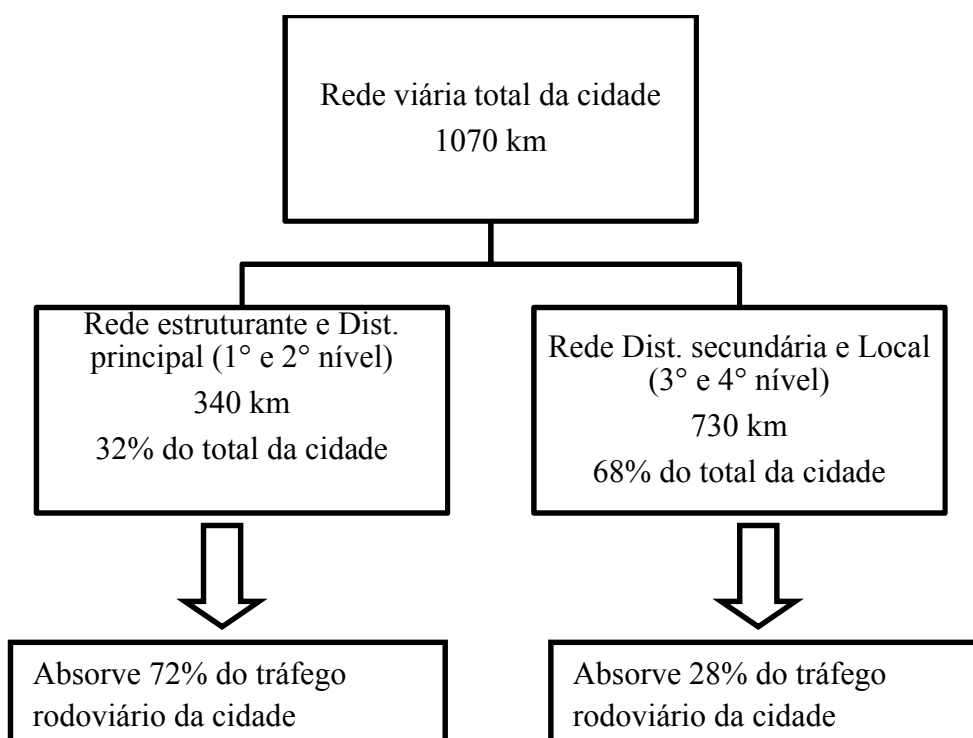 Rede viária total da cidade
1070 km
Rede estruturante e Dist.
principal (1° e 2° nível)
340 km
32% do total da cidade
Rede Dist. secundária e Local
(3° e 4° nível)
730 km
68% do total da cidade
Absorve 72% do tráfego
rodoviário da cidade
Absorve 28% do tráfego
rodoviário da cidade